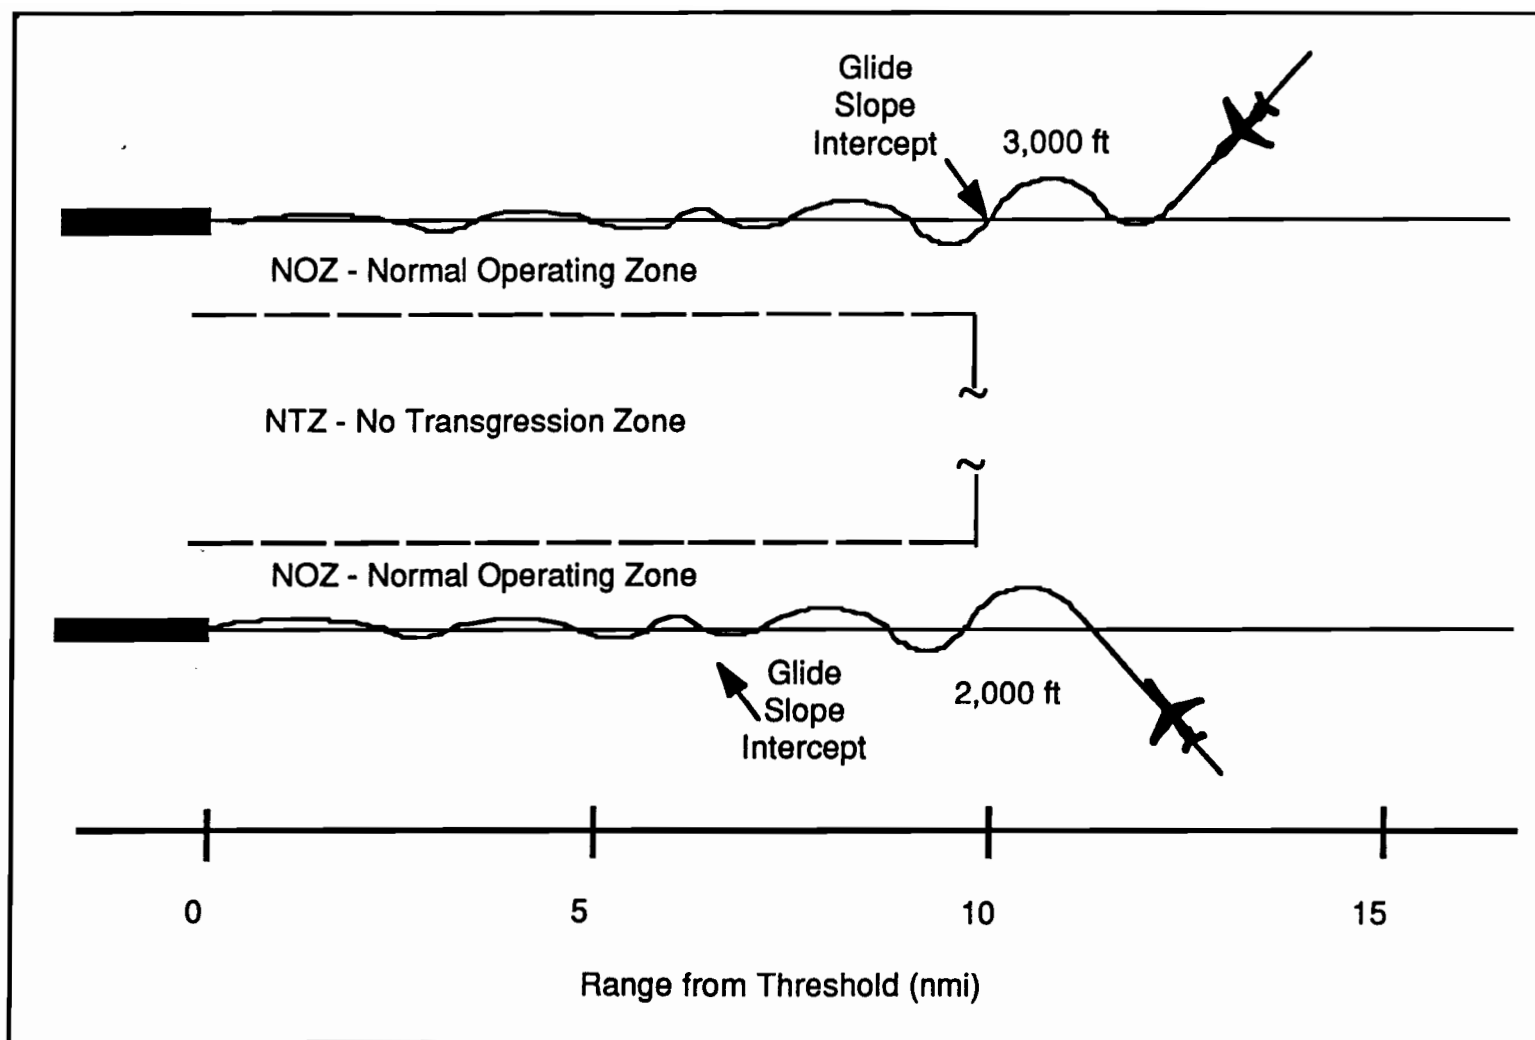 Glide
Slope
Intercept
3,000 ft
NOZ - Normal Operating Zone
NTZ - No Transgression Zone
NOZ - Normal Operating Zone
Glide
Slope
Intercept
2,000 ft
0
5
10
15
Range from Threshold (nmi)